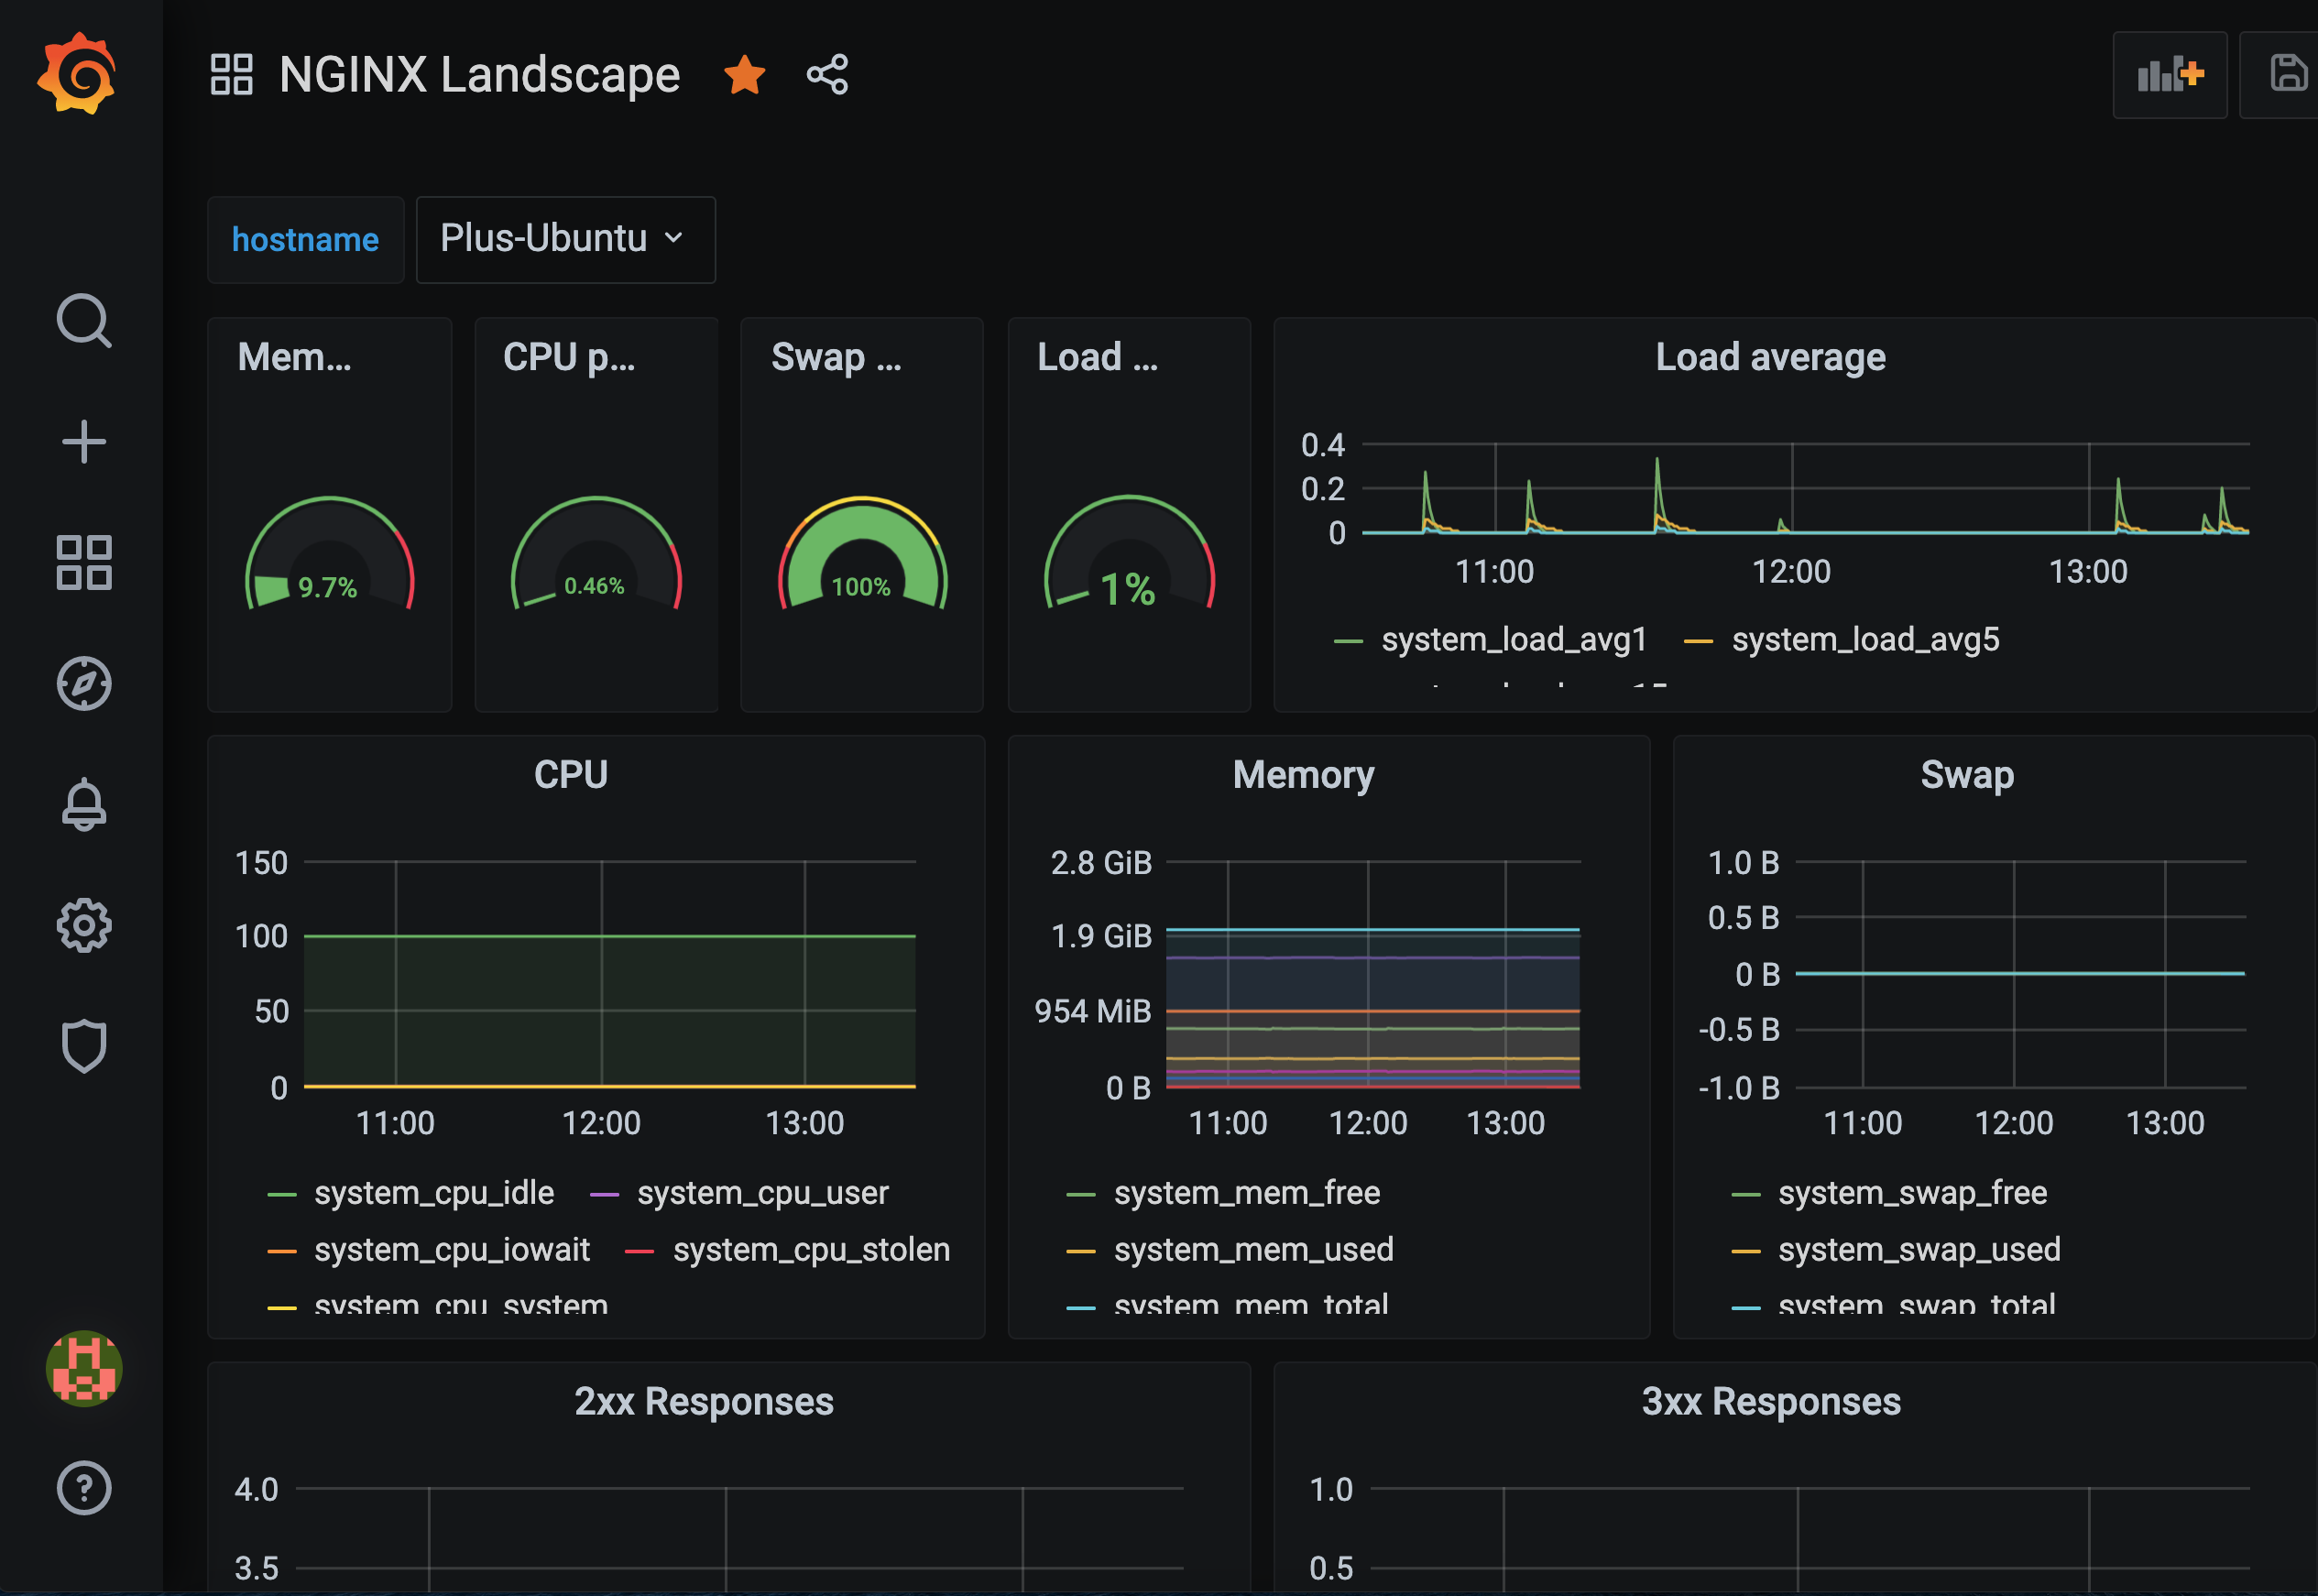 NGINX Landscape
hostname Plus-Ubuntu
Mem...
9.7%
CPU p...
0.46%
Swap ...
100%
Load ...
1%
Load average
0.4
0.2
0
11:00 12:00 13:00
system_load_avg1 system_load_avg5
CPU
150
100
50
0
11:00 12:00 13:00
system_cpu_idle system_cpu_user
system_cpu_iowait system_cpu_stolen
system_cpu_system
Memory
2.8 GiB
1.9 GiB
954 MiB
0 B
11:00 12:00 13:00
system_mem_free
system_mem_used
system_mem_total
Swap
1.0 B
0.5 B
0 B
-0.5 B
-1.0 B
11:00 12:00 13:00
system_swap_free
system_swap_used
system_swap_total
2xx Responses
4.0
3.5
3xx Responses
1.0
0.5